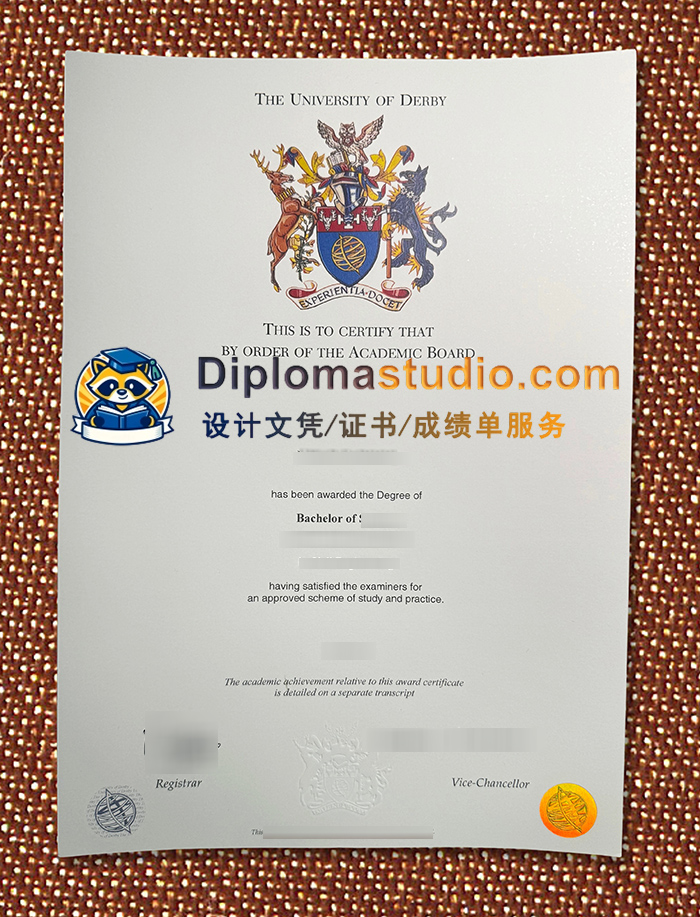 THE UNIVERSITY OF DERBY
EXPERIENTIA DOCET
THIS IS TO CERTIFY THAT
BY ORDER OF THE ACADEMIC BOARD
Diplomastudio.com
设计文凭/证书/成绩单服务
has been awarded the Degree of
Bachelor of
having satisfied the examiners for
an approved scheme of study and practice.
The academic achievement relative to this award certificate
is detailed on a separate transcript
Registrar
Vice-Chancellor
This